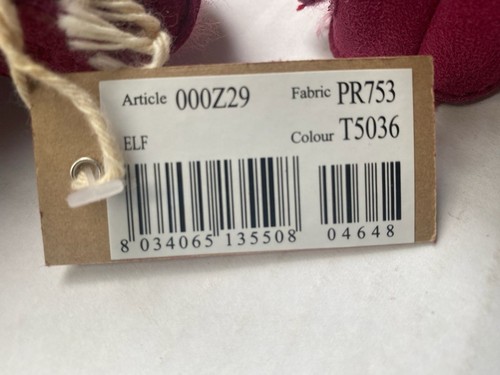 Article 000Z29 Fabric PR753
ELF Colour T5036
8 034065 135508 04648